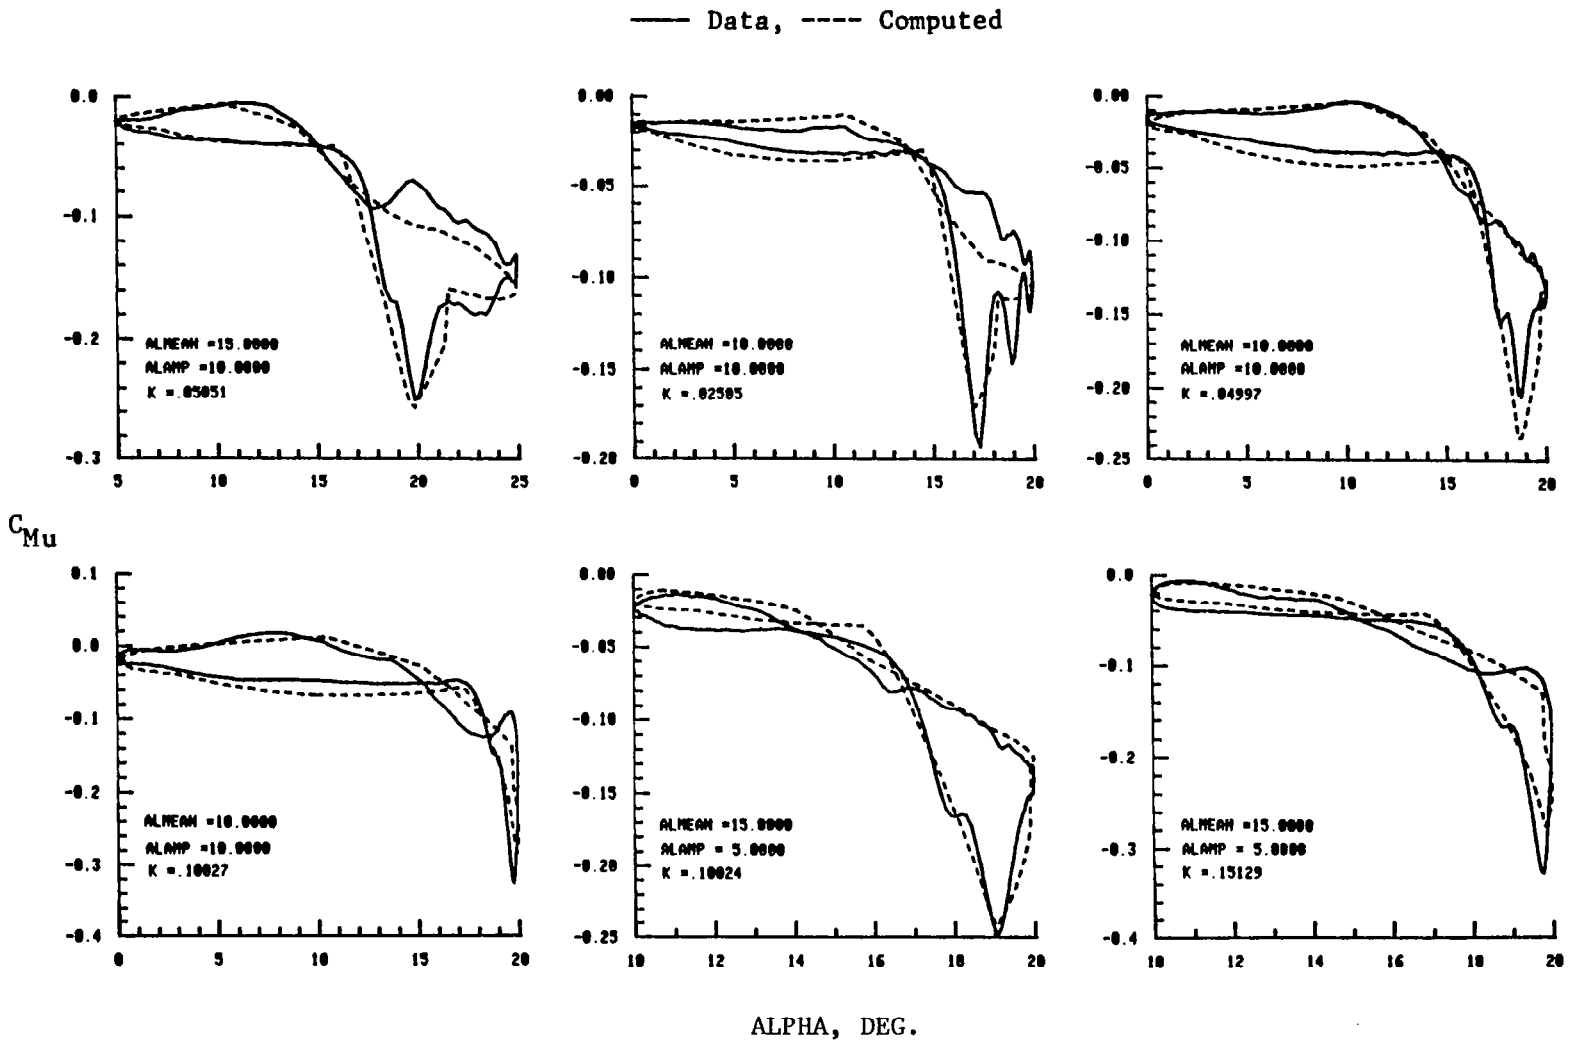 Data, Computed
0.0
-0.1
-0.2
-0.3
5 10 15 20 25
ALMEAN =15.0000
ALAMP =10.0000
K =.05051
0.00
-0.05
-0.10
-0.15
-0.20
0 5 10 15 20
ALMEAN =10.0000
ALAMP =10.0000
K =.02505
0.00
-0.05
-0.10
-0.15
-0.20
-0.25
0 5 10 15 20
ALMEAN =10.0000
ALAMP =10.0000
K =.04997
CMu
0.1
0.0
-0.1
-0.2
-0.3
-0.4
0 5 10 15 20
ALMEAN =10.0000
ALAMP =10.0000
K =.10027
0.00
-0.05
-0.10
-0.15
-0.20
-0.25
10 12 14 16 18 20
ALMEAN =15.0000
ALAMP = 5.0000
K =.10024
0.0
-0.1
-0.2
-0.3
-0.4
10 12 14 16 18 20
ALMEAN =15.0000
ALAMP = 5.0000
K =.15129
ALPHA, DEG.